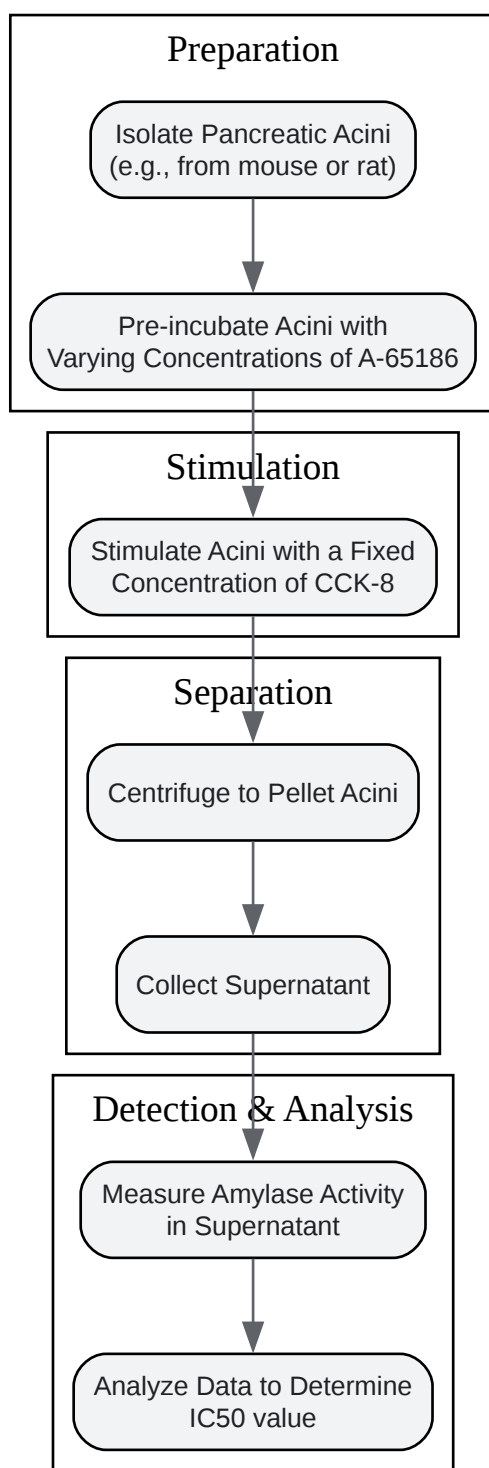 Preparation
Isolate Pancreatic Acini
(e.g., from mouse or rat)
Pre-incubate Acini with
Varying Concentrations of A-65186
Stimulation
Stimulate Acini with a Fixed
Concentration of CCK-8
Separation
Centrifuge to Pellet Acini
Collect Supernatant
Detection & Analysis
Measure Amylase Activity
in Supernatant
Analyze Data to Determine
IC50 value